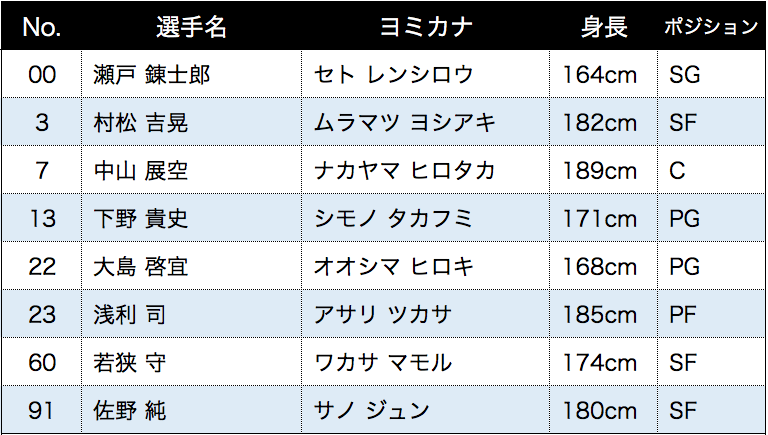 No. 選手名 ヨミカナ 身長 ポジション
00 瀬戸 錬士郎 セト レンシロウ 164cm SG
3 村松 吉晃 ムラマツ ヨシアキ 182cm SF
7 中山 展空 ナカヤマ ヒロタカ 189cm C
13 下野 貴史 シモノ タカフミ 171cm PG
22 大島 啓宜 オオシマ ヒロキ 168cm PG
23 浅利 司 アサリ ツカサ 185cm PF
60 若狭 守 ワカサ マモル 174cm SF
91 佐野 純 サノ ジュン 180cm SF